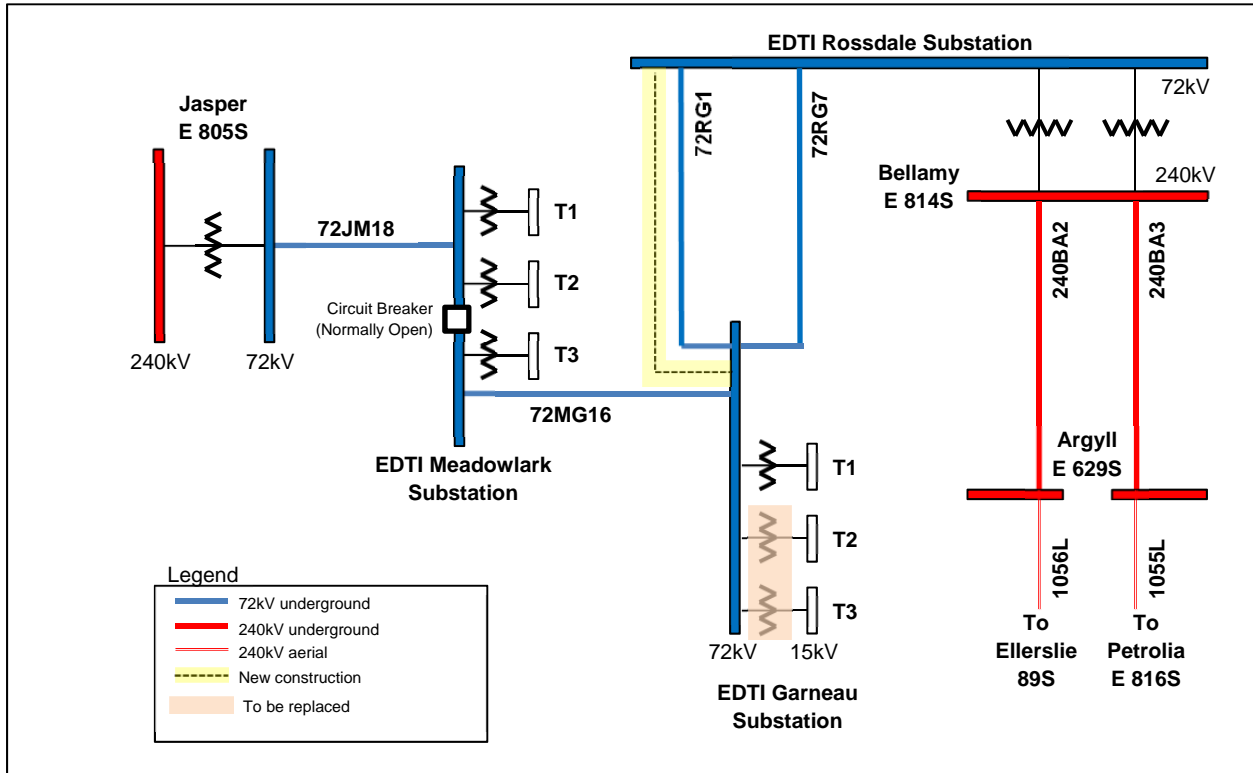 EDTI Rossdale Substation
72kV
Jasper
E 805S
72RG1
72RG7
Bellamy
E 814S
240kV
T1
72JM18
240BA2
240BA3
T2
Circuit Breaker
(Normally Open)
T3
240kV
72kV
72MG16
EDTI Meadowlark
Substation
Argyll
E 629S
T1
T2
T3
1056L
1055L
72kV
15kV
EDTI Garneau
Substation
To
Ellerslie
89S
To
Petrolia
E 816S
Legend
72kV underground
240kV underground
240kV aerial
New construction
To be replaced